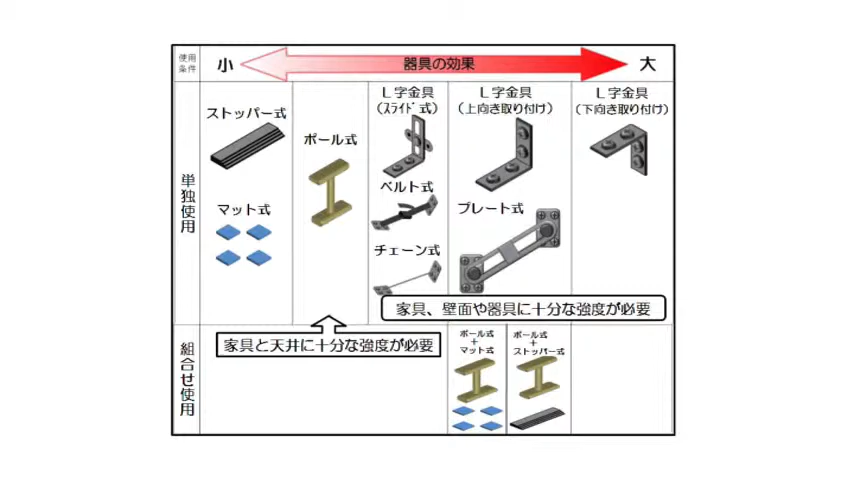 使用
条件
小
器具の効果
大
単独使用
ストッパー式
マット式
ポール式
L字金具
(スライド式)
ベルト式
チェーン式
L字金具
(上向き取り付け)
プレート式
L字金具
(下向き取り付け)
家具、壁面や器具に十分な強度が必要
家具と天井に十分な強度が必要
組合せ使用
ポール式
+
マット式
ポール式
+
ストッパー式